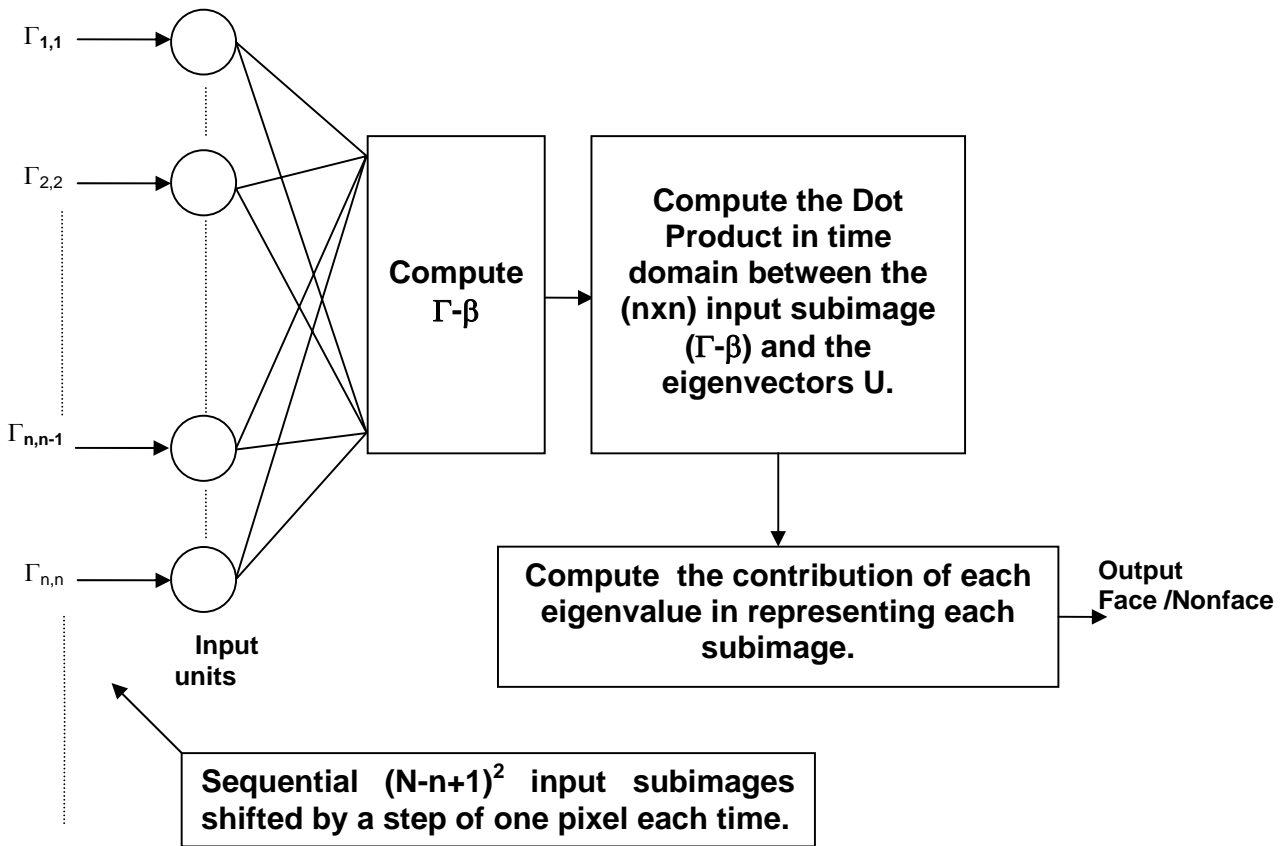 Γ1,1
Γ2,2
Γn,n-1
Γn,n
Input
units
Compute
Γ-β
Compute the Dot
Product in time
domain between the
(nxn) input subimage
(Γ-β) and the
eigenvectors U.
Compute the contribution of each
eigenvalue in representing each
subimage.
Output
Face /Nonface
Sequential (N-n+1)² input subimages
shifted by a step of one pixel each time.